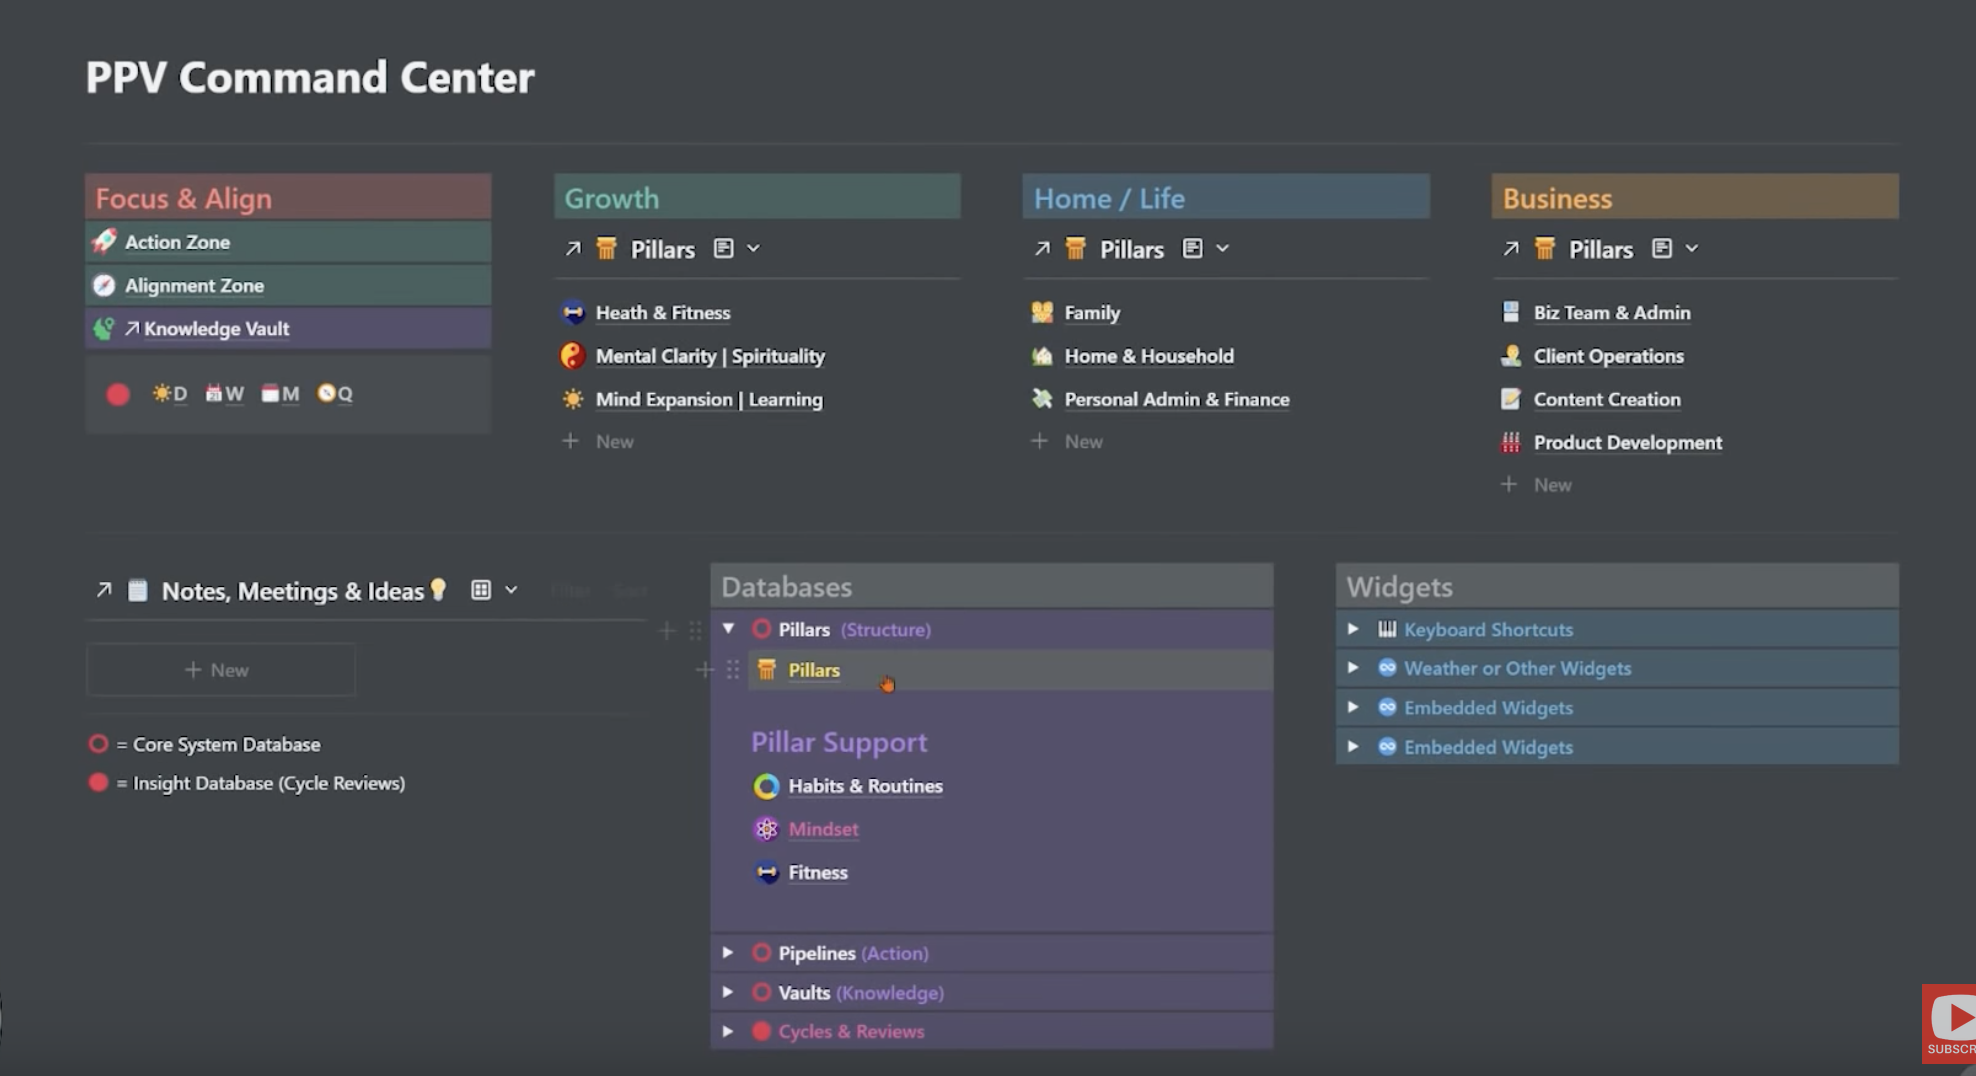 PPV Command Center
Focus & Align
Action Zone
Alignment Zone
Knowledge Vault
D W M Q
Growth
Pillars
Heath & Fitness
Mental Clarity | Spirituality
Mind Expansion | Learning
+ New
Home / Life
Pillars
Family
Home & Household
Personal Admin & Finance
+ New
Business
Pillars
Biz Team & Admin
Client Operations
Content Creation
Product Development
+ New
Notes, Meetings & Ideas
+ New
= Core System Database
= Insight Database (Cycle Reviews)
Databases
Pillars (Structure)
Pillars
Pillar Support
Habits & Routines
Mindset
Fitness
Pipelines (Action)
Vaults (Knowledge)
Cycles & Reviews
Widgets
Keyboard Shortcuts
Weather or Other Widgets
Embedded Widgets
Embedded Widgets
SUBSCR